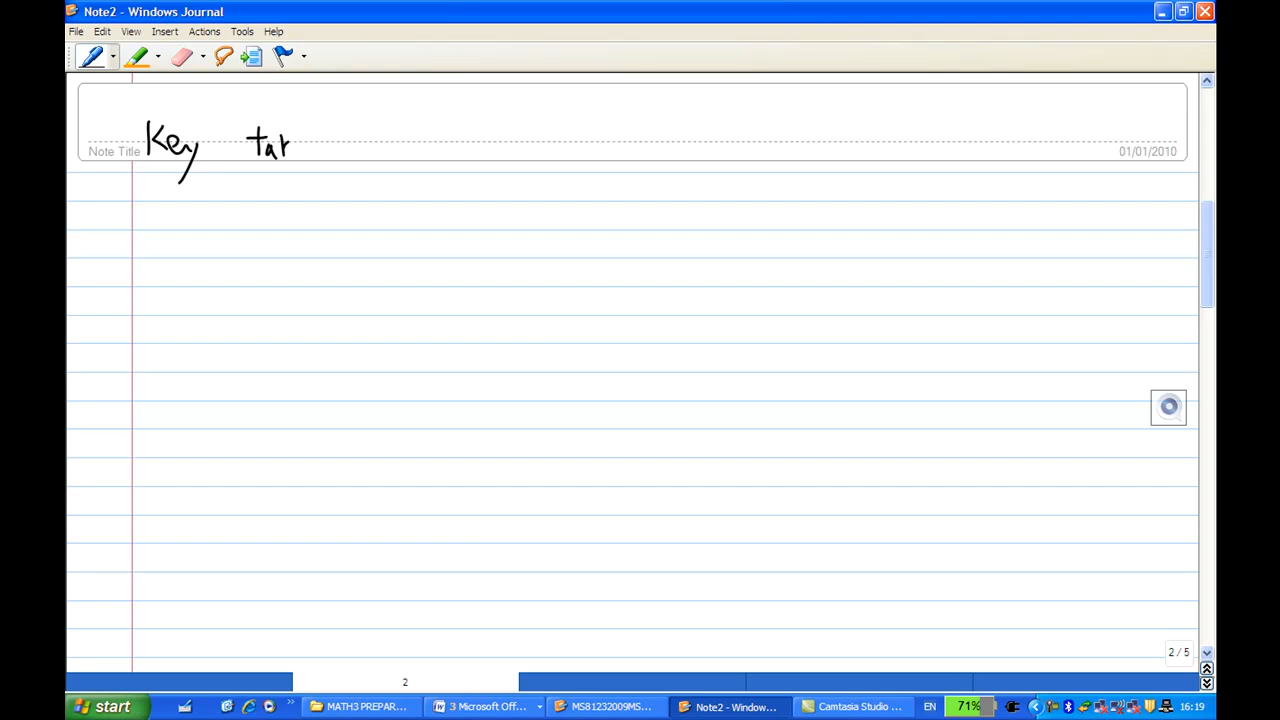 Note2 - Windows Journal
File Edit View Insert Actions Tools Help
Key tar
Note Title
01/01/2010
2 / 5
2
start
MATH3 PREPAR...
3 Microsoft Off...
MS81232009MS...
Note2 - Window...
Camtasia Studio ...
EN
71%
16:19